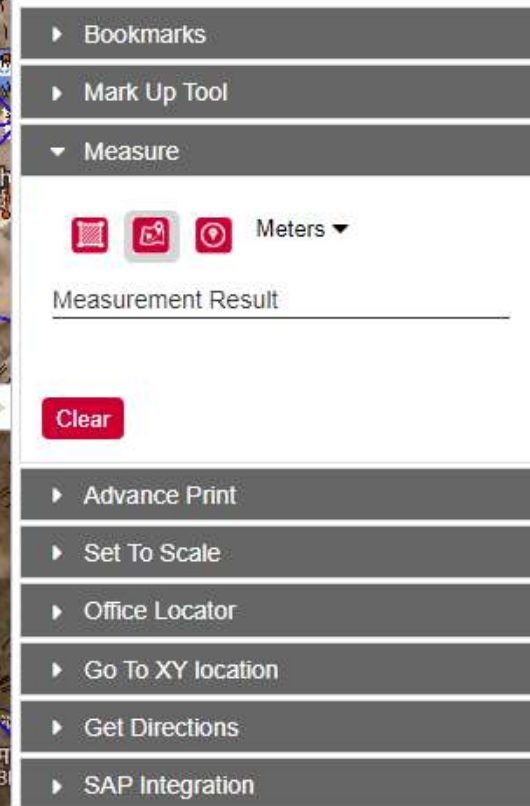 Bookmarks
Mark Up Tool
Measure
Meters
Measurement Result
Clear
Advance Print
Set To Scale
Office Locator
Go To XY location
Get Directions
SAP Integration